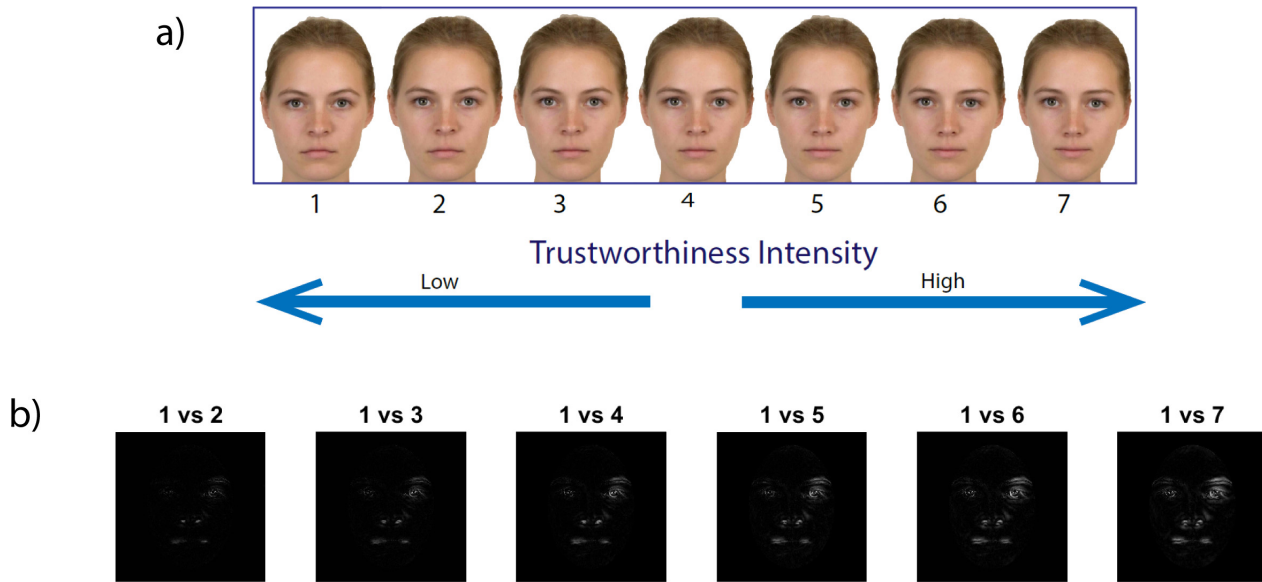 a)
1 2 3 4 5 6 7
Trustworthiness Intensity
Low High
b)
1 vs 2 1 vs 3 1 vs 4 1 vs 5 1 vs 6 1 vs 7